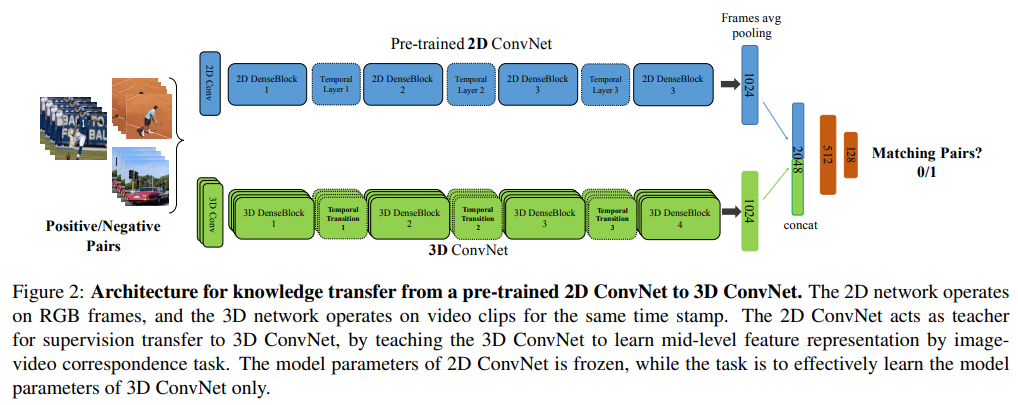 Frames avg
pooling
Pre-trained 2D ConvNet
2D Conv
2D DenseBlock
1
Temporal
Layer 1
2D DenseBlock
2
Temporal
Layer 2
2D DenseBlock
3
Temporal
Layer 3
2D DenseBlock
3
1024
Positive/Negative
Pairs
3D Conv
3D DenseBlock
1
Temporal
Transition
1
3D DenseBlock
2
Temporal
Transition
2
3D DenseBlock
3
Temporal
Transition
3
3D DenseBlock
4
1024
3D ConvNet
2048
concat
512
128
Matching Pairs?
0/1
Figure 2: Architecture for knowledge transfer from a pre-trained 2D ConvNet to 3D ConvNet. The 2D network operates
on RGB frames, and the 3D network operates on video clips for the same time stamp. The 2D ConvNet acts as teacher
for supervision transfer to 3D ConvNet, by teaching the 3D ConvNet to learn mid-level feature representation by image-
video correspondence task. The model parameters of 2D ConvNet is frozen, while the task is to effectively learn the model
parameters of 3D ConvNet only.